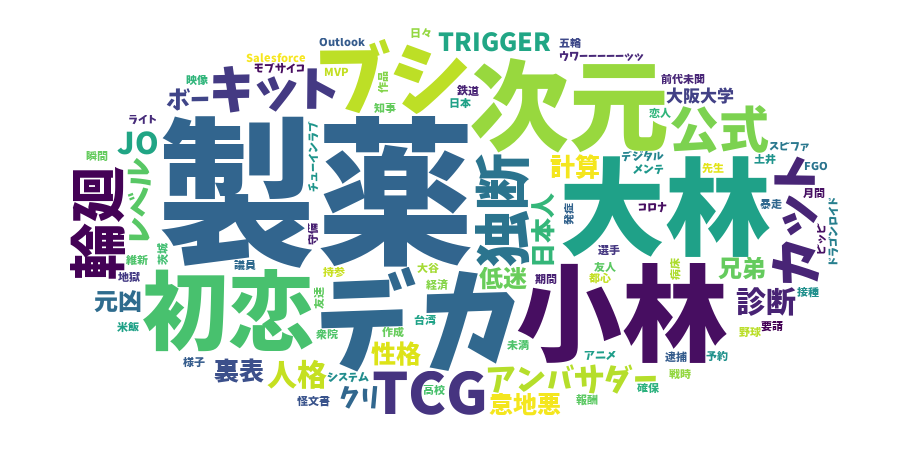 日々
TRIGGER
五輪
Outlook
ウワーーーーーッッ
Salesforce
モブサイコ
MVP
ブシ
次元
映像
キット
作品
鉄道
前代未聞
ボー
知事
日本
大阪大学
恋人
公式
ライト
JO
製薬
チューインラブ
スピファ
瞬間
レベル
独断
計算
デジタル
メンテ
土井
先生
FGO
輪廻
大林
カット
月間
日本人
発症
コロナ
暴走
ヒッピ
ドラゴンロイド
守備
茨城
維新
選手
議員
地獄
持参
大谷
友人
都心
病床
兄弟
初恋
デカ
経済
低迷
期間
小林
診断
接種
元凶
友達
米飯
台湾
要請
衆院
作成
野球
未満
様子
性格
アニメ
逮捕
予約
裏表
人格
システム
戦時
アンバサダー
確保
怪文書
クリ
TCG
高校
意地悪
報酬